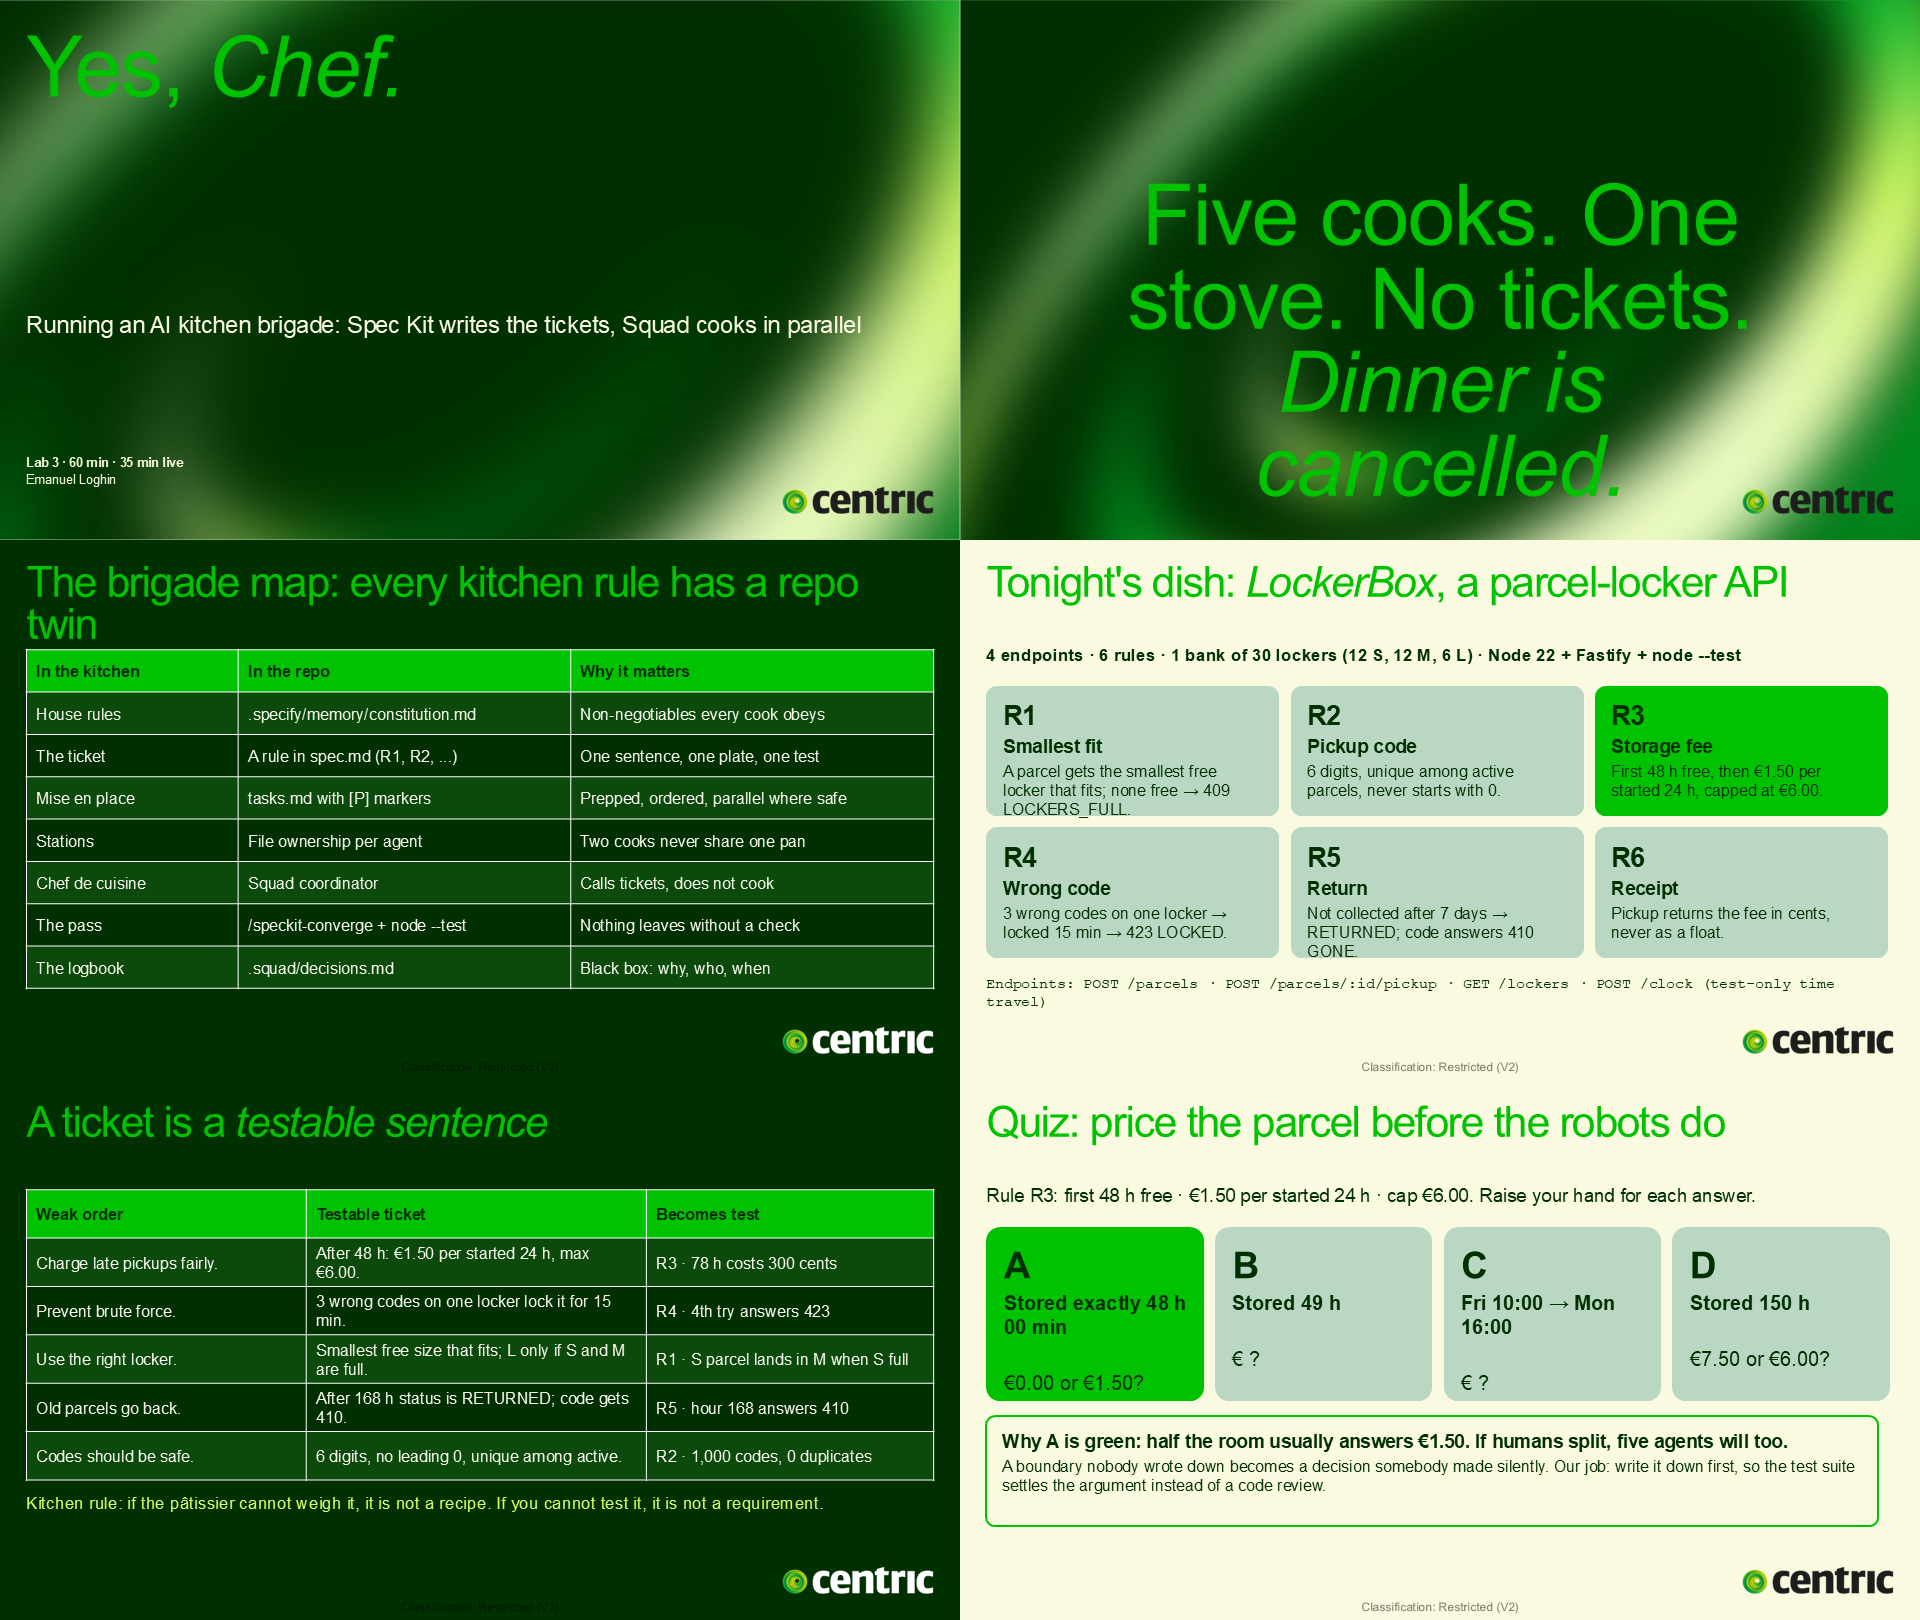 Yes, Chef.
Running an AI kitchen brigade: Spec Kit writes the tickets, Squad cooks in parallel
Lab 3 · 60 min · 35 min live
Emanuel Loghin
centric
Five cooks. One
stove. No tickets.
Dinner is
cancelled.
centric
The brigade map: every kitchen rule has a repo
twin
In the kitchen In the repo Why it matters
House rules .specify/memory/constitution.md Non-negotiables every cook obeys
The ticket A rule in spec.md (R1, R2, ...) One sentence, one plate, one test
Mise en place tasks.md with [P] markers Prepped, ordered, parallel where safe
Stations File ownership per agent Two cooks never share one pan
Chef de cuisine Squad coordinator Calls tickets, does not cook
The pass /speckit-converge + node --test Nothing leaves without a check
The logbook .squad/decisions.md Black box: why, who, when
centric
Classification: Restricted (V2)
Tonight's dish: LockerBox, a parcel-locker API
4 endpoints · 6 rules · 1 bank of 30 lockers (12 S, 12 M, 6 L) · Node 22 + Fastify + node --test
R1
Smallest fit
A parcel gets the smallest free
locker that fits; none free → 409
LOCKERS_FULL.
R2
Pickup code
6 digits, unique among active
parcels, never starts with 0.
R3
Storage fee
First 48 h free, then €1.50 per
started 24 h, capped at €6.00.
R4
Wrong code
3 wrong codes on one locker →
locked 15 min → 423 LOCKED.
R5
Return
Not collected after 7 days →
RETURNED; code answers 410
GONE.
R6
Receipt
Pickup returns the fee in cents,
never as a float.
Endpoints: POST /parcels · POST /parcels/:id/pickup · GET /lockers · POST /clock (test-only time
travel)
centric
Classification: Restricted (V2)
A ticket is a testable sentence
Weak order Testable ticket Becomes test
Charge late pickups fairly. After 48 h: €1.50 per started 24 h, max
€6.00. R3 · 78 h costs 300 cents
Prevent brute force. 3 wrong codes on one locker lock it for 15
min. R4 · 4th try answers 423
Use the right locker. Smallest free size that fits; L only if S and M
are full. R1 · S parcel lands in M when S full
Old parcels go back. After 168 h status is RETURNED; code gets
410. R5 · hour 168 answers 410
Codes should be safe. 6 digits, no leading 0, unique among active. R2 · 1,000 codes, 0 duplicates
Kitchen rule: if the pâtissier cannot weigh it, it is not a recipe. If you cannot test it, it is not a requirement.
centric
Classification: Restricted (V2)
Quiz: price the parcel before the robots do
Rule R3: first 48 h free · €1.50 per started 24 h · cap €6.00. Raise your hand for each answer.
A
Stored exactly 48 h
00 min
€0.00 or €1.50?
B
Stored 49 h
€ ?
C
Fri 10:00 → Mon
16:00
€ ?
D
Stored 150 h
€7.50 or €6.00?
Why A is green: half the room usually answers €1.50. If humans split, five agents will too.
A boundary nobody wrote down becomes a decision somebody made silently. Our job: write it down first, so the test suite
settles the argument instead of a code review.
centric
Classification: Restricted (V2)